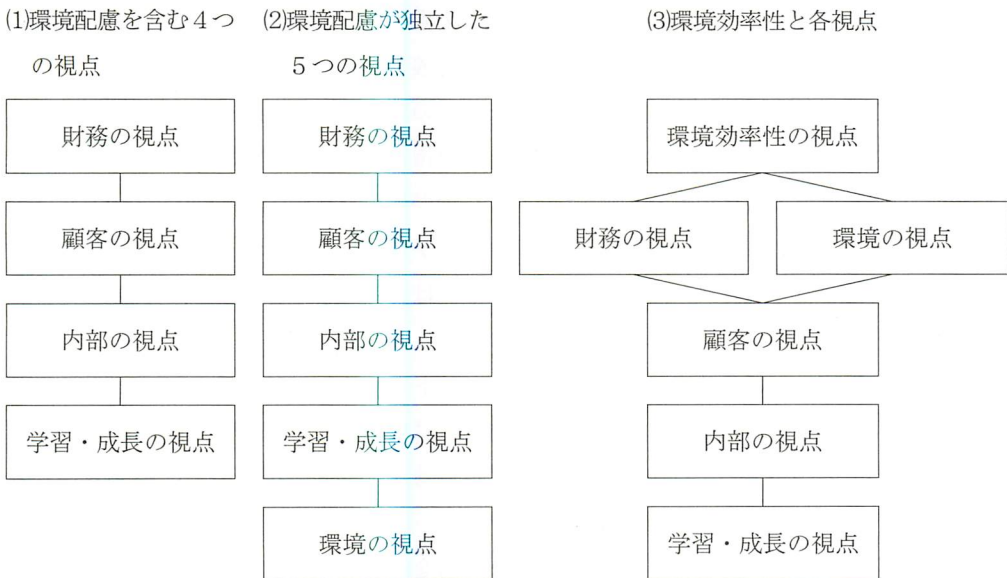 (1)環境配慮を含む4つ
の視点
財務の視点
顧客の視点
内部の視点
学習・成長の視点
(2)環境配慮が独立した
5つの視点
財務の視点
顧客の視点
内部の視点
学習・成長の視点
環境の視点
(3)環境効率性と各視点
環境効率性の視点
財務の視点
環境の視点
顧客の視点
内部の視点
学習・成長の視点